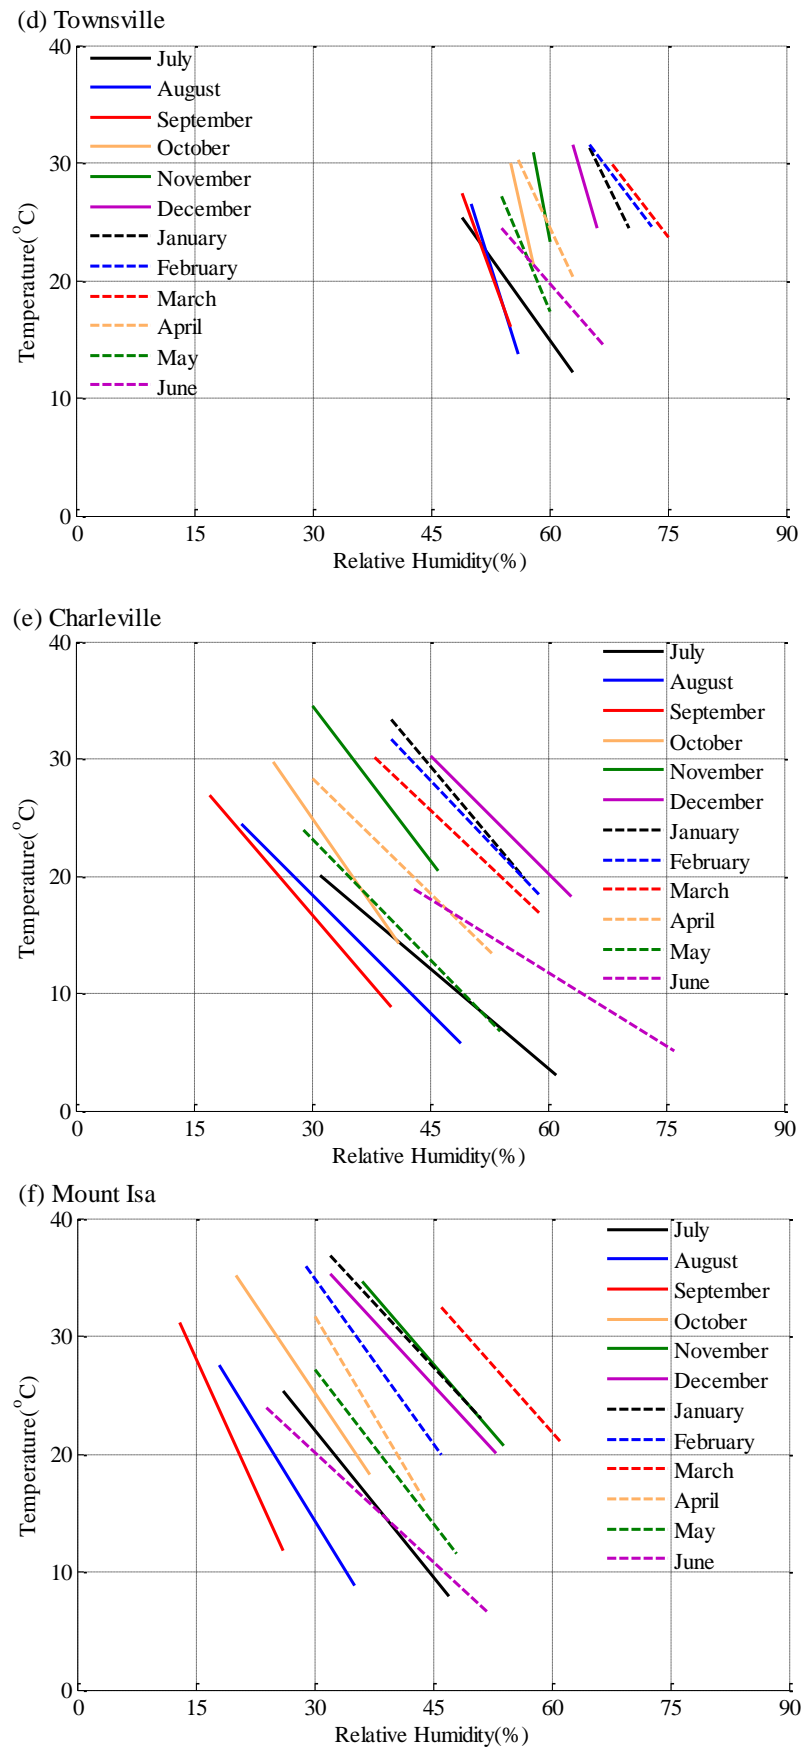 (d) Townsville
40
30
20
10
0
Temperature(°C)
July
August
September
October
November
December
January
February
March
April
May
June
0 15 30 45 60 75 90
Relative Humidity(%)
(e) Charleville
40
30
20
10
0
Temperature(°C)
July
August
September
October
November
December
January
February
March
April
May
June
0 15 30 45 60 75 90
Relative Humidity(%)
(f) Mount Isa
40
30
20
10
0
Temperature(°C)
July
August
September
October
November
December
January
February
March
April
May
June
0 15 30 45 60 75 90
Relative Humidity(%)